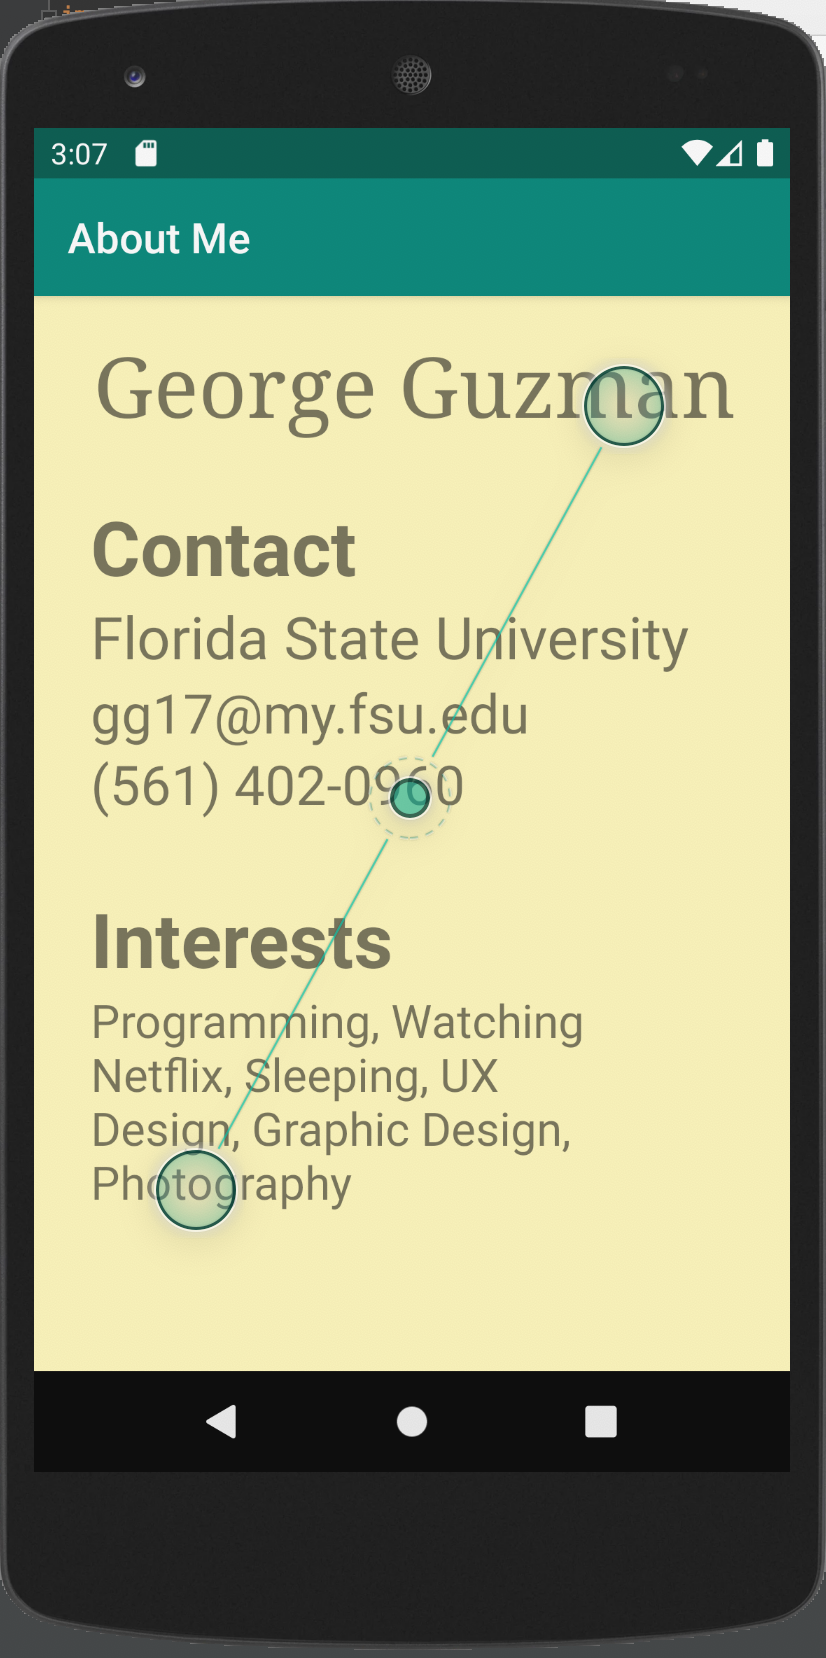 3:07
About Me
George Guzman
Contact
Florida State University
gg17@my.fsu.edu
(561) 402-0960
Interests
Programming, Watching
Netflix, Sleeping, UX
Design, Graphic Design,
Photography